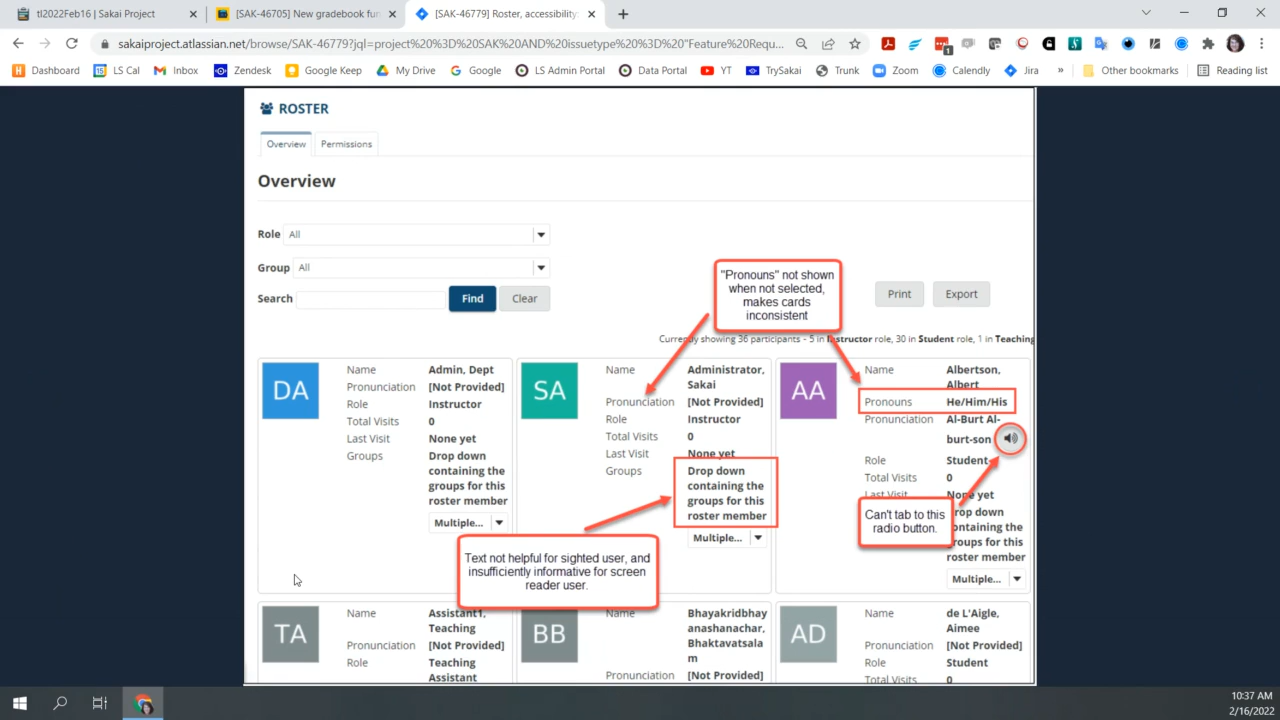 tl2022Feb16 | Sakai Project
[SAK-46705] New gradebook fun
[SAK-46779] Roster, accessibility:
sakaiproject.atlassian.net/browse/SAK-46779?jql=project%20%3D%20SAK%20AND%20issuetype%20%3D%20"Feature%20Requ...
1
Dashboard
LS Cal
Inbox
Zendesk
Google Keep
My Drive
Google
LS Admin Portal
Data Portal
YT
TrySakai
Trunk
Zoom
Calendly
Jira
»
Other bookmarks
Reading list
ROSTER
Overview
Permissions
Overview
Role All
Group All
Search
Find
Clear
Print
Export
"Pronouns" not shown
when not selected,
makes cards
inconsistent
Currently showing 36 participants - 5 in Instructor role, 30 in Student role, 1 in Teaching
DA
Name Admin, Dept
Pronunciation [Not Provided]
Role Instructor
Total Visits 0
Last Visit None yet
Groups Drop down
containing the
groups for this
roster member
Multiple...
SA
Name Administrator,
Sakai
Pronunciation [Not Provided]
Role Instructor
Total Visits 0
Last Visit None yet
Groups Drop down
containing the
groups for this
roster member
Multiple...
AA
Name Albertson,
Albert
Pronouns He/Him/His
Pronunciation Al-Burt Al-
burt-son
Role Student
Total Visits 0
Last Visit None yet
Drop down
containing the
groups for this
roster member
Multiple...
Can't tab to this
radio button.
Text not helpful for sighted user, and
insufficiently informative for screen
reader user.
TA
Name Assistant1,
Teaching
Pronunciation [Not Provided]
Role Teaching
Assistant
BB
Name Bhayakridbhay
anashanachar,
Bhaktavatsala
m
Pronunciation [Not Provided]
AD
Name de L'Aigle,
Aimee
Pronunciation [Not Provided]
Role Student
Total Visits 0
10:37 AM
2/16/2022